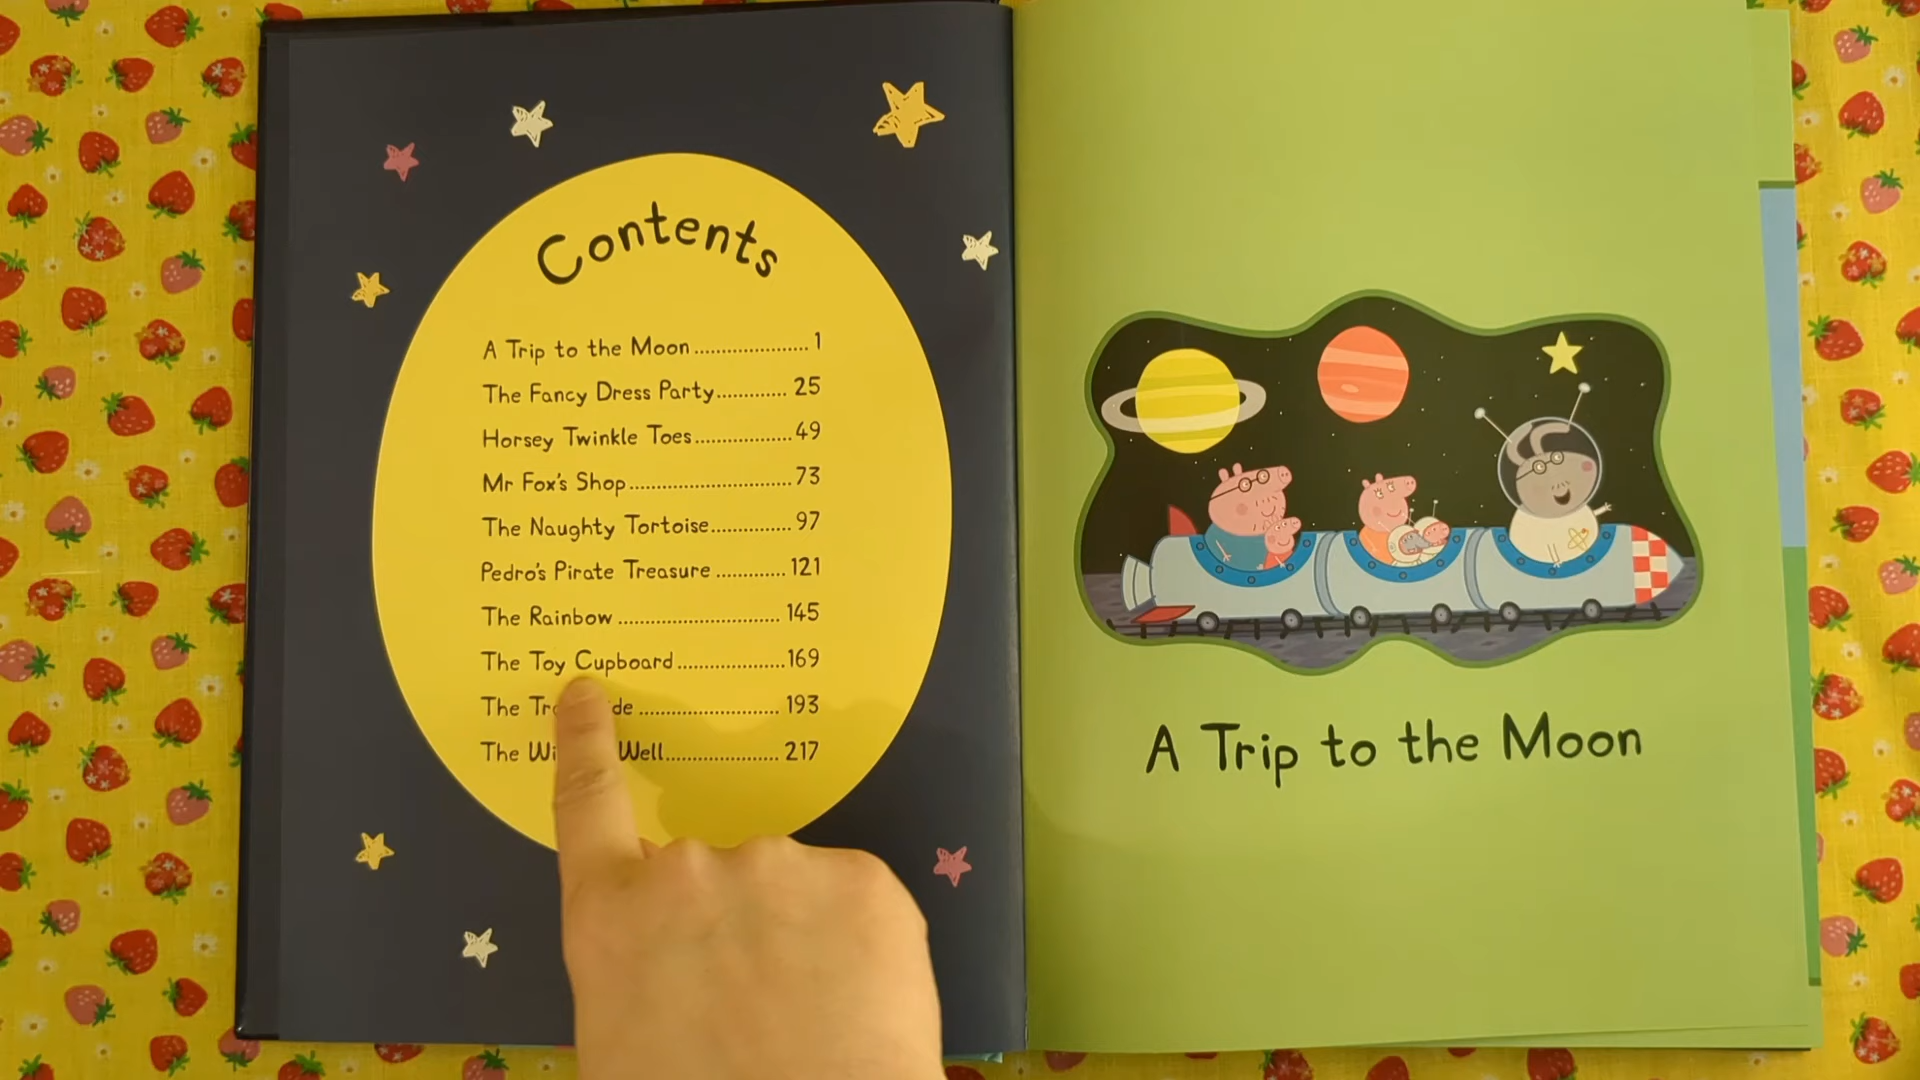 Contents
A Trip to the Moon.....................1
The Fancy Dress Party.............25
Horsey Twinkle Toes..................49
Mr Fox's Shop..............................73
The Naughty Tortoise...............97
Pedro's Pirate Treasure.............121
The Rainbow..............................145
The Toy Cupboard....................169
The..........................193
The Well.....................217
A Trip to the Moon